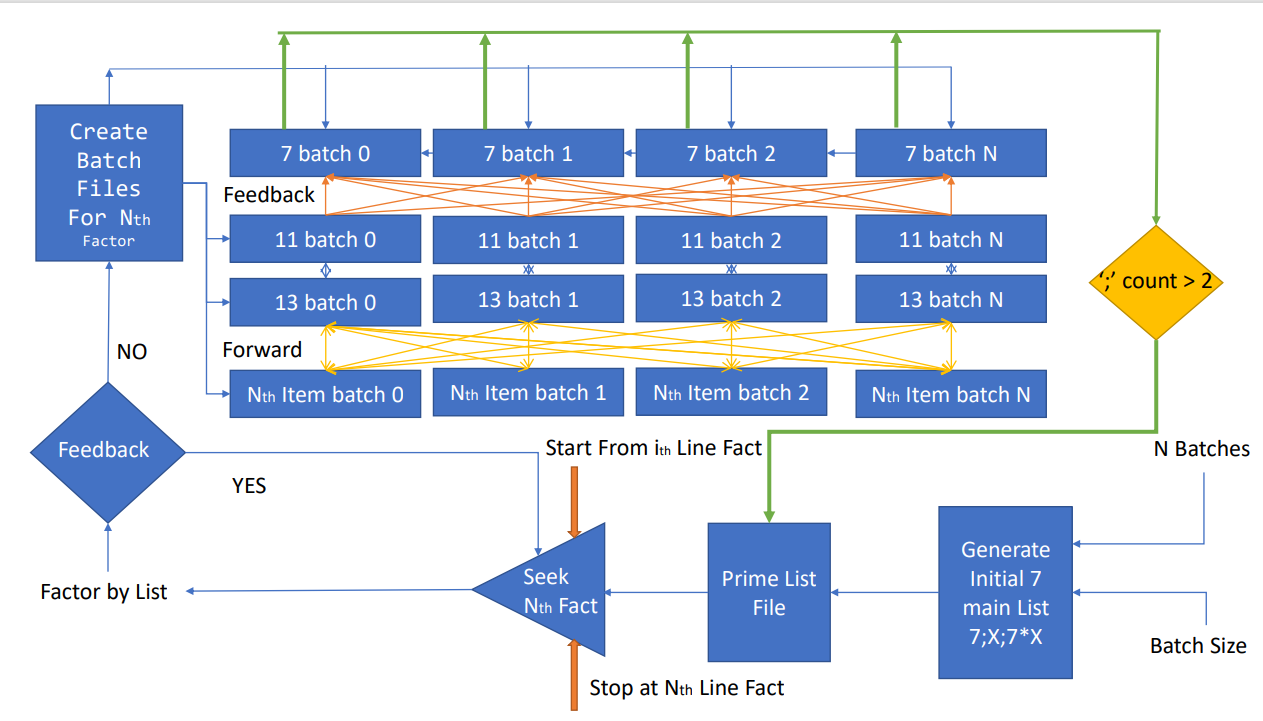 Create
Batch
Files
For Nth
Factor
7 batch 0
7 batch 1
7 batch 2
7 batch N
Feedback
11 batch 0
11 batch 1
11 batch 2
11 batch N
13 batch 0
13 batch 1
13 batch 2
13 batch N
Forward
Nth Item batch 0
Nth Item batch 1
Nth Item batch 2
Nth Item batch N
';' count > 2
NO
Feedback
YES
Start From ith Line Fact
N Batches
Factor by List
Seek
Nth Fact
Prime List
File
Generate
Initial 7
main List
7;X;7*X
Batch Size
Stop at Nth Line Fact